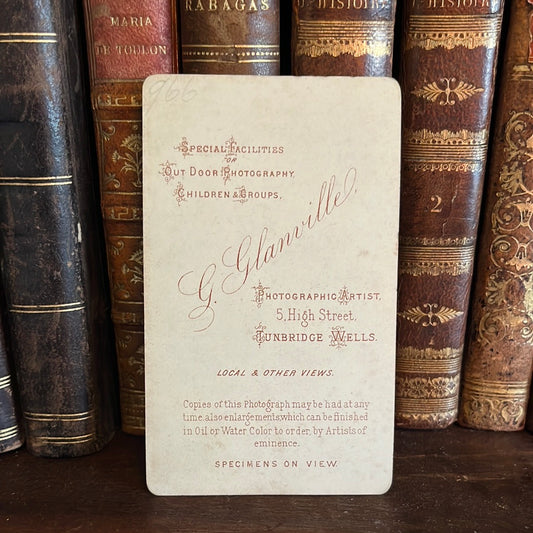 MARIA
DE TOULON
RABAGAS
D'HISTOIRE
D'HISTOIRE
2
966
SPECIAL FACILITIES
FOR
OUT DOOR PHOTOGRAPHY,
CHILDREN & GROUPS,
G. Glanville,
PHOTOGRAPHIC ARTIST,
5, High Street,
TUNBRIDGE WELLS.
LOCAL & OTHER VIEWS.
Copies of this Photograph may be had at any
time, also enlargements which can be finished
in Oil or Water Color to order, by Artists of
eminence.
SPECIMENS ON VIEW.